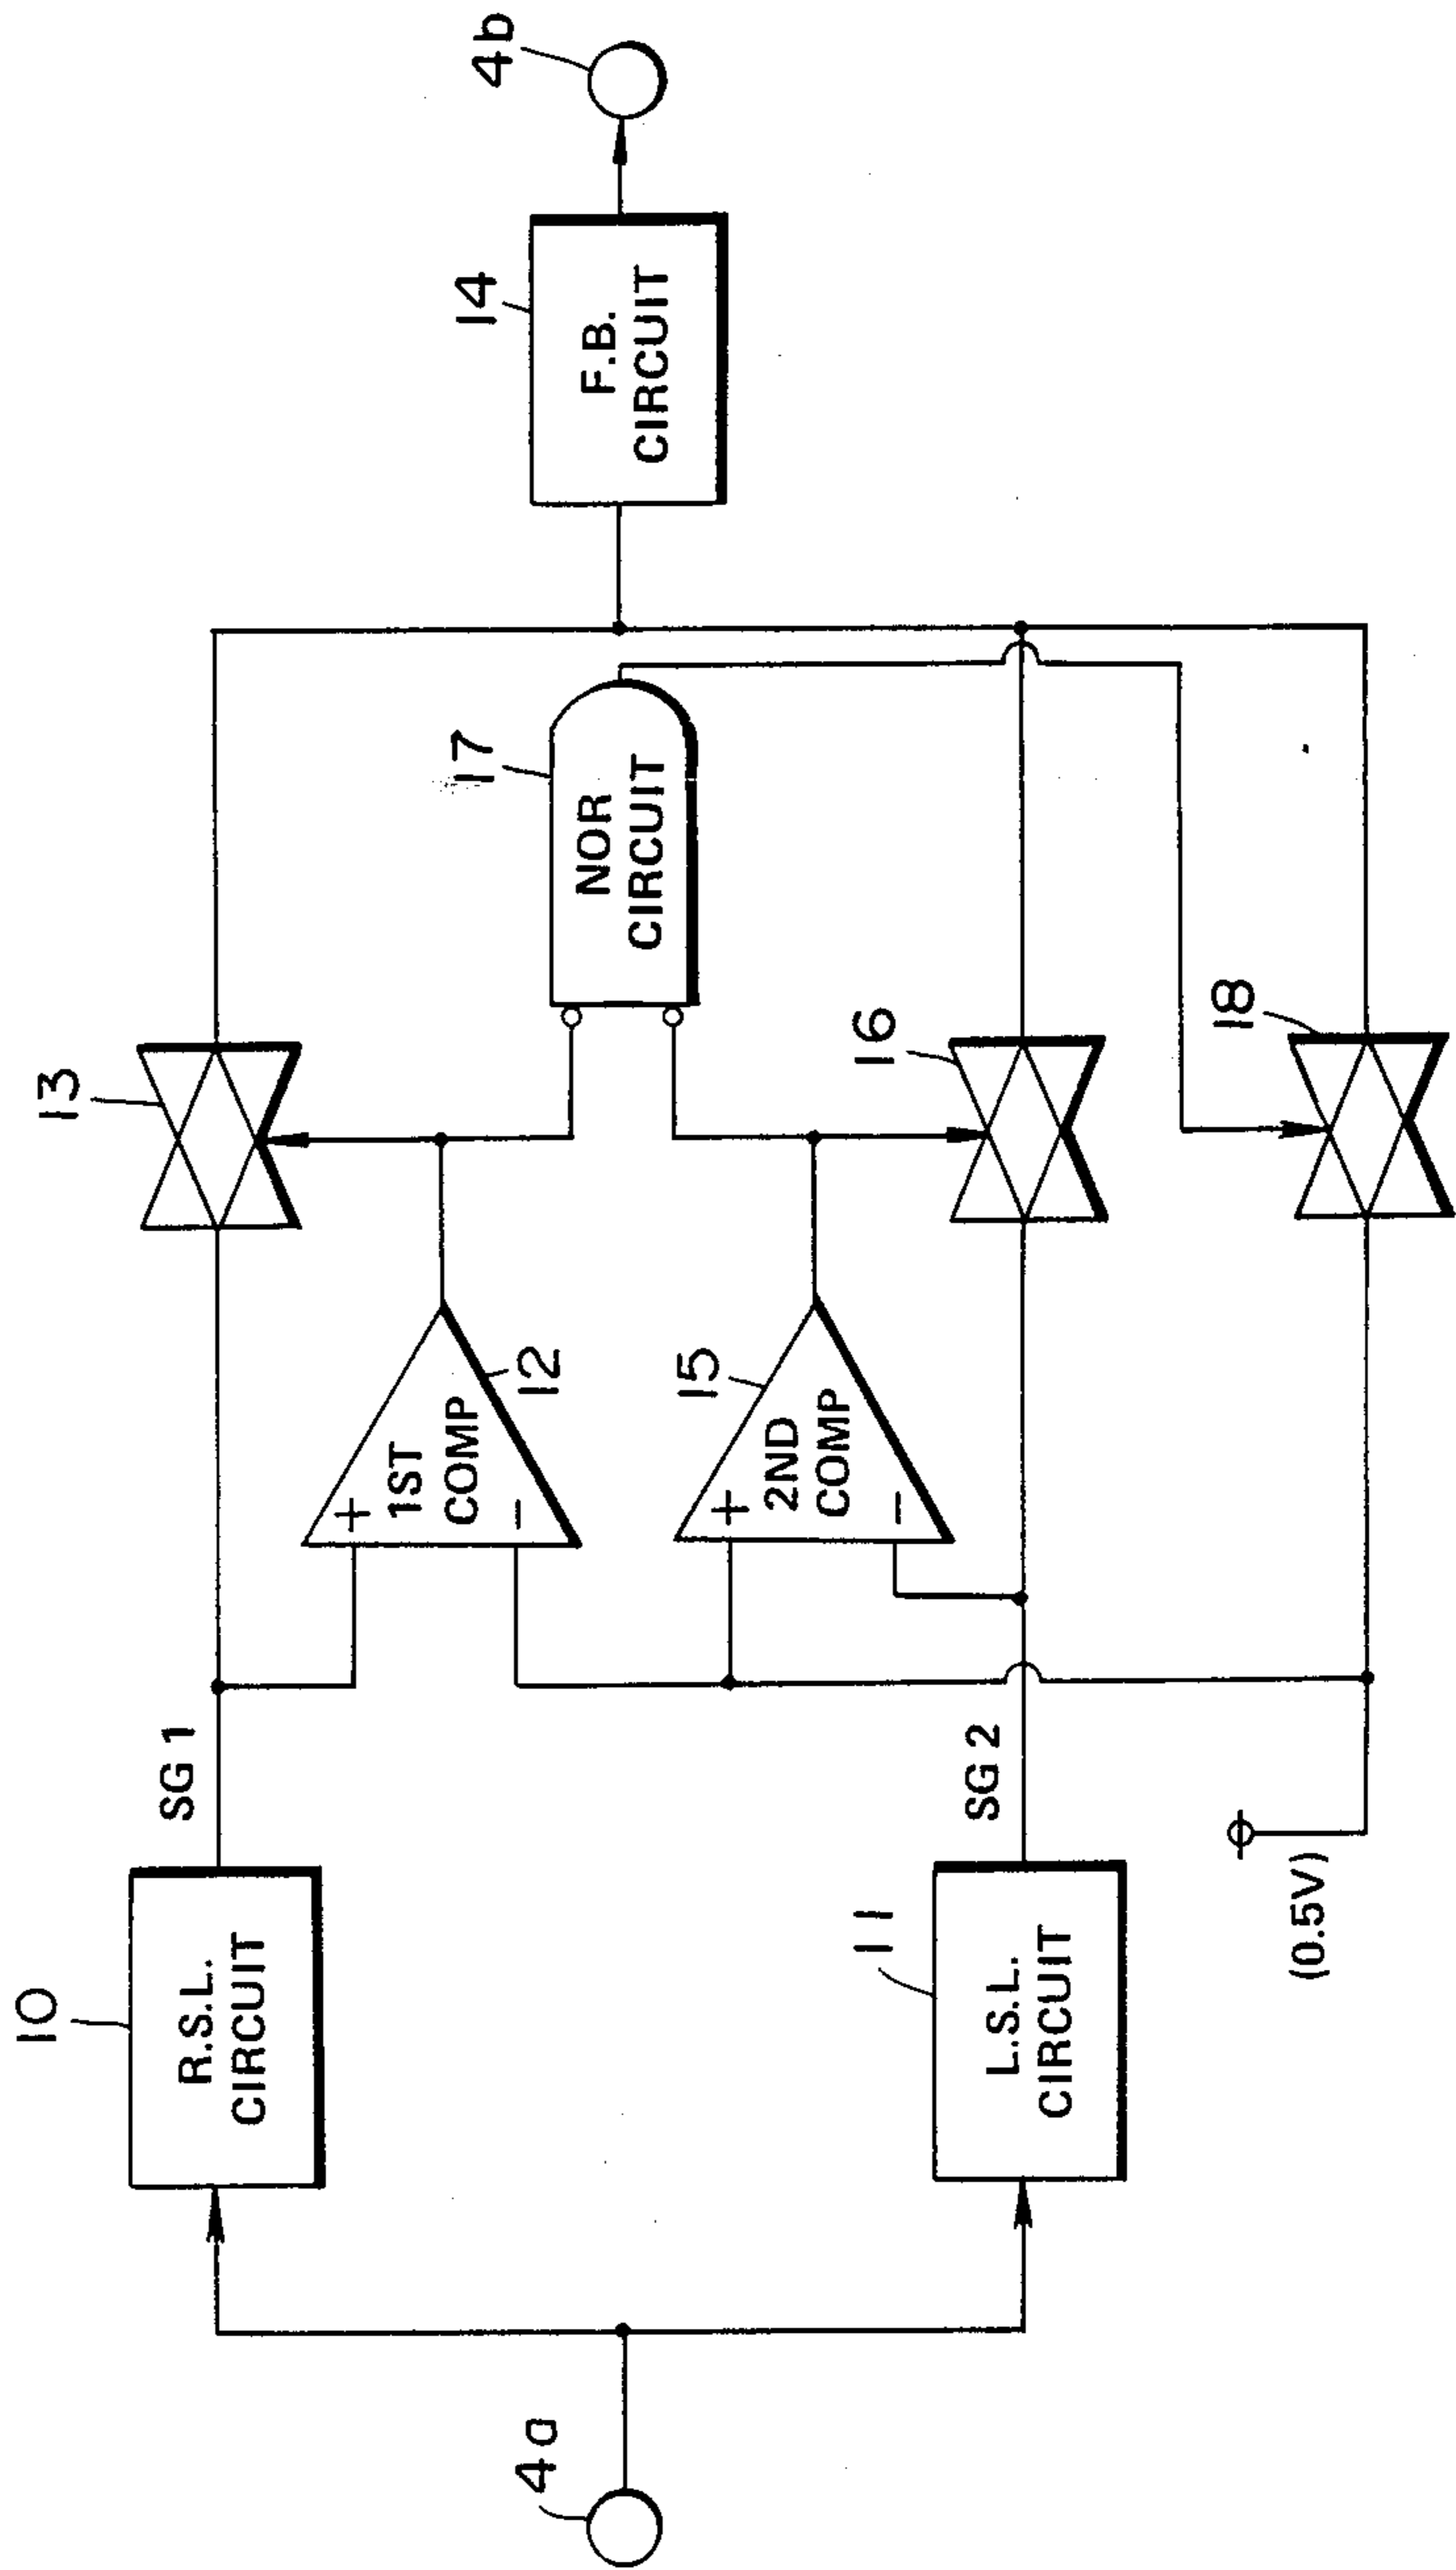 4a
10
R.S.L.
CIRCUIT
SG 1
11
L.S.L.
CIRCUIT
SG 2
(0.5V)
+
1ST
COMP
−
12
+
2ND
COMP
−
15
13
16
18
17
NOR
CIRCUIT
14
F.B.
CIRCUIT
4b